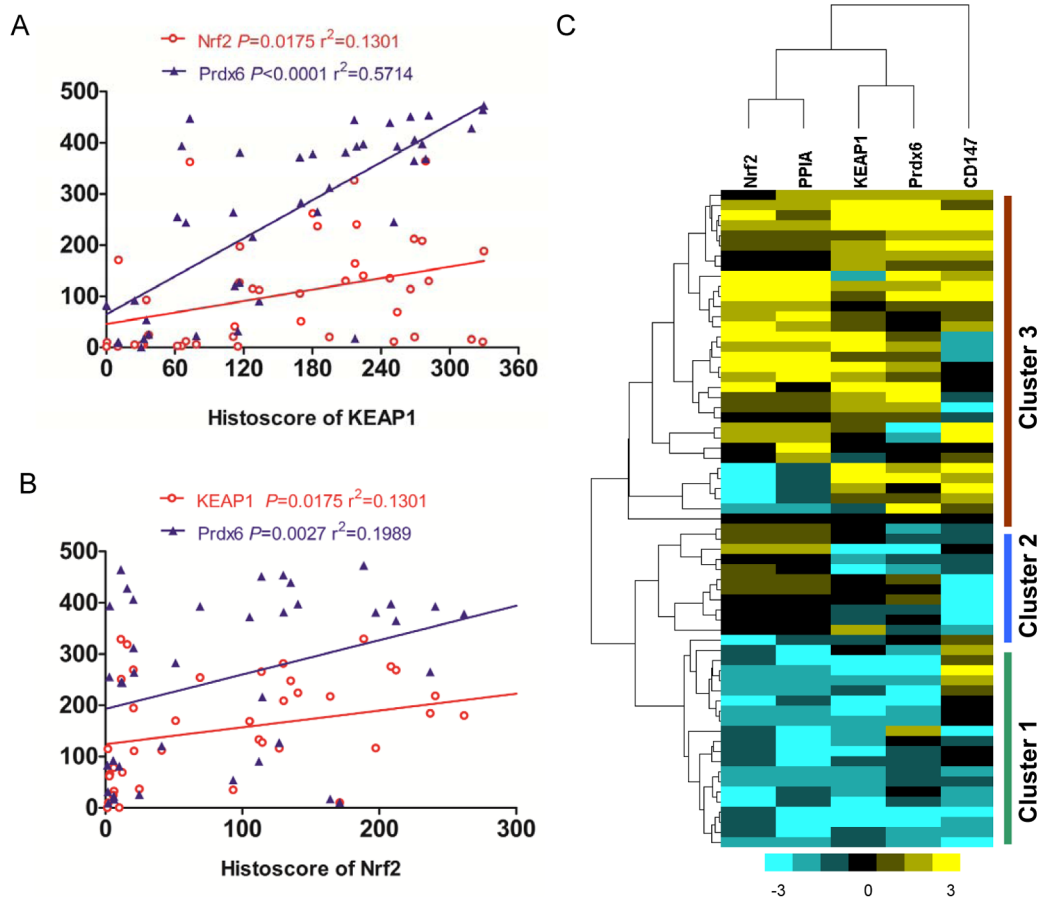 A
Nrf2 P=0.0175 r²=0.1301
Prdx6 P<0.0001 r²=0.5714
500
400
300
200
100
0
0 60 120 180 240 300 360
Histoscore of KEAP1
B
KEAP1 P=0.0175 r²=0.1301
Prdx6 P=0.0027 r²=0.1989
500
400
300
200
100
0
0 100 200 300
Histoscore of Nrf2
C
Nrf2
PPIA
KEAP1
Prdx6
CD147
Cluster 3
Cluster 2
Cluster 1
-3 0 3